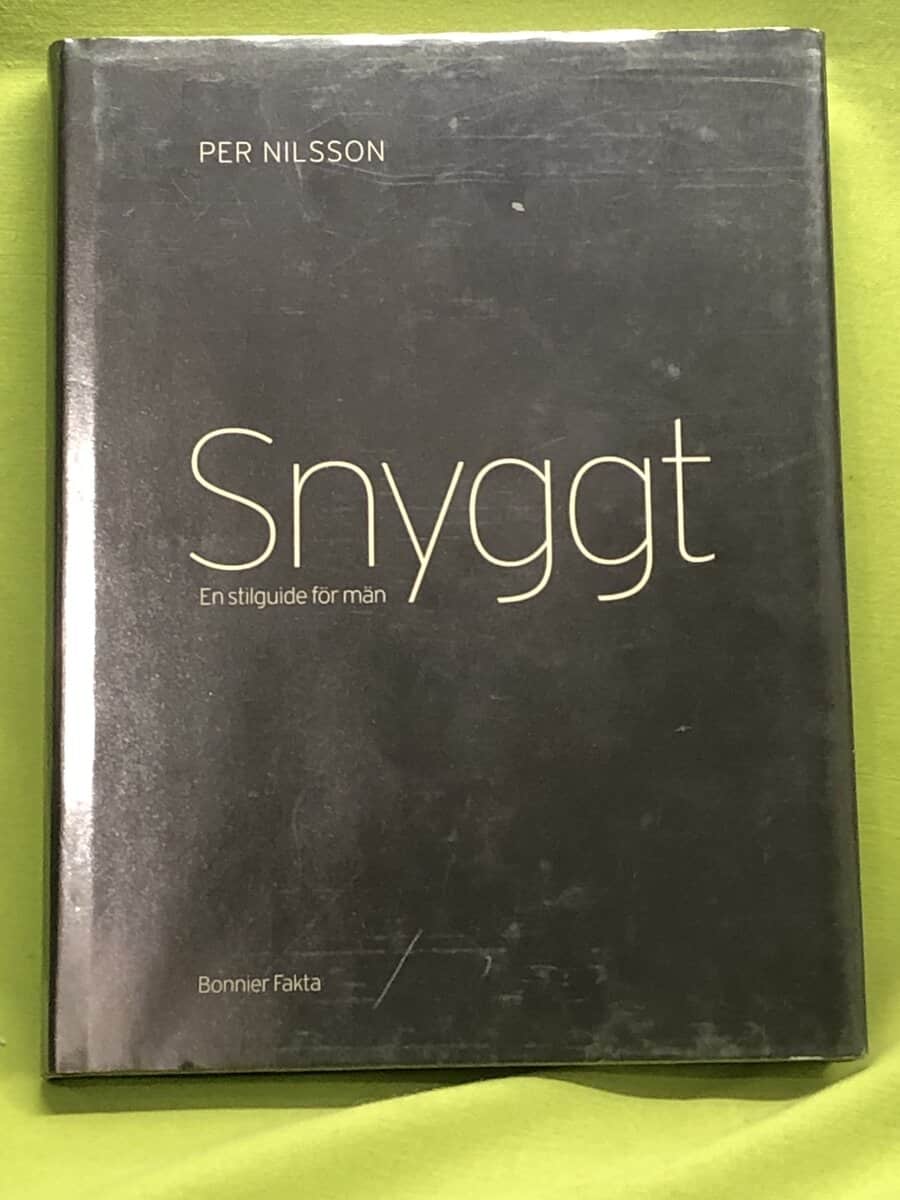 PER NILSSON
Snyggt
En stilguide för män
Bonnier Fakta